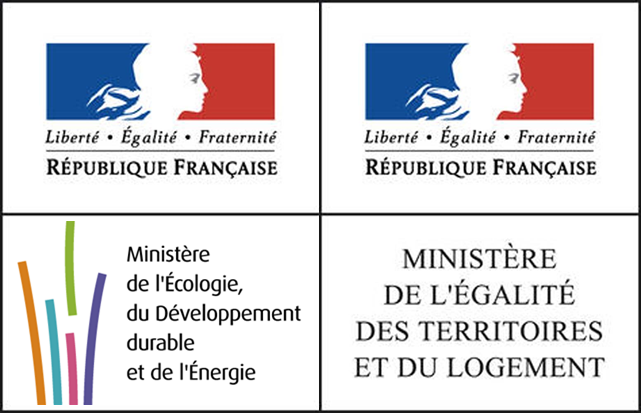 Liberté • Égalité • Fraternité
RÉPUBLIQUE FRANÇAISE
Liberté • Égalité • Fraternité
RÉPUBLIQUE FRANÇAISE
Ministère
de l'Écologie,
du Développement
durable
et de l'Énergie
MINISTÈRE
DE L'ÉGALITÉ
DES TERRITOIRES
ET DU LOGEMENT